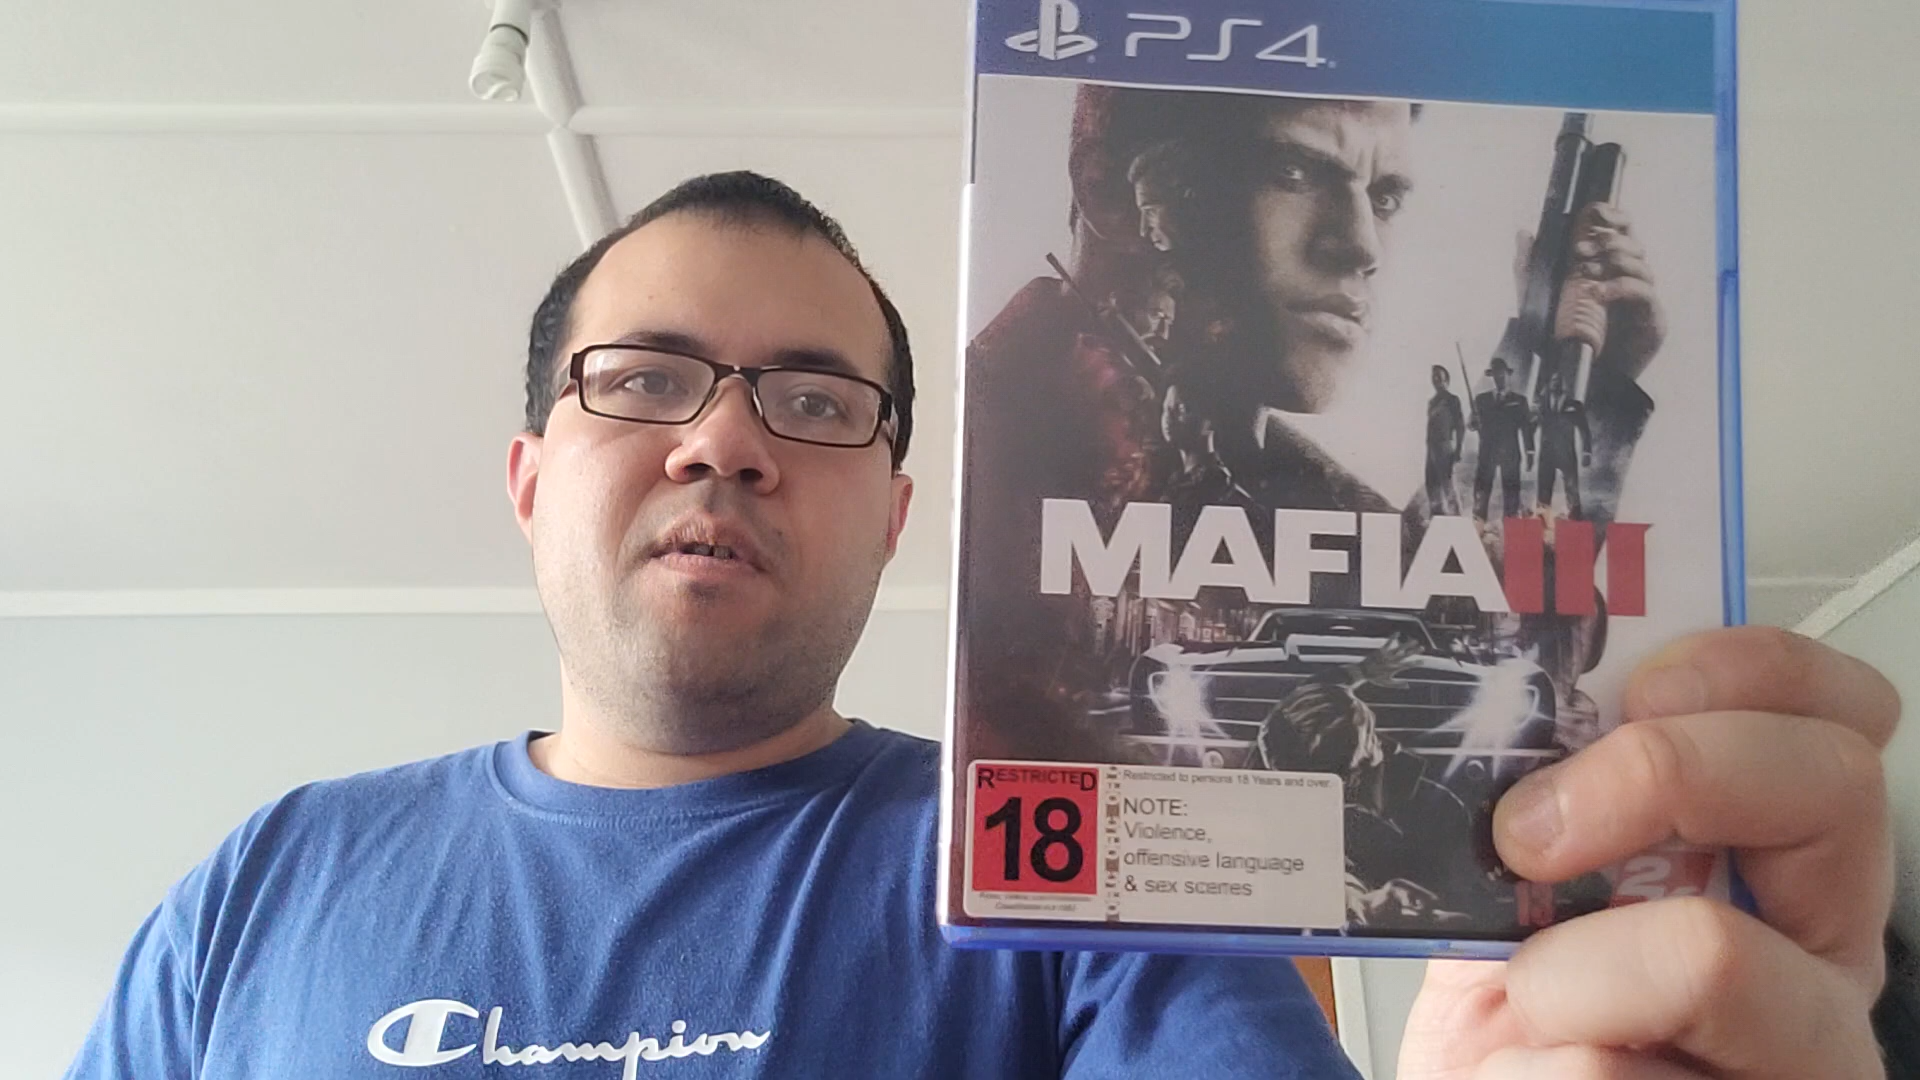 PS4
MAFIA III
RESTRICTED
18
Restricted to persons 18 Years and over.
NOTE:
Violence,
offensive language
& sex scenes
Champion